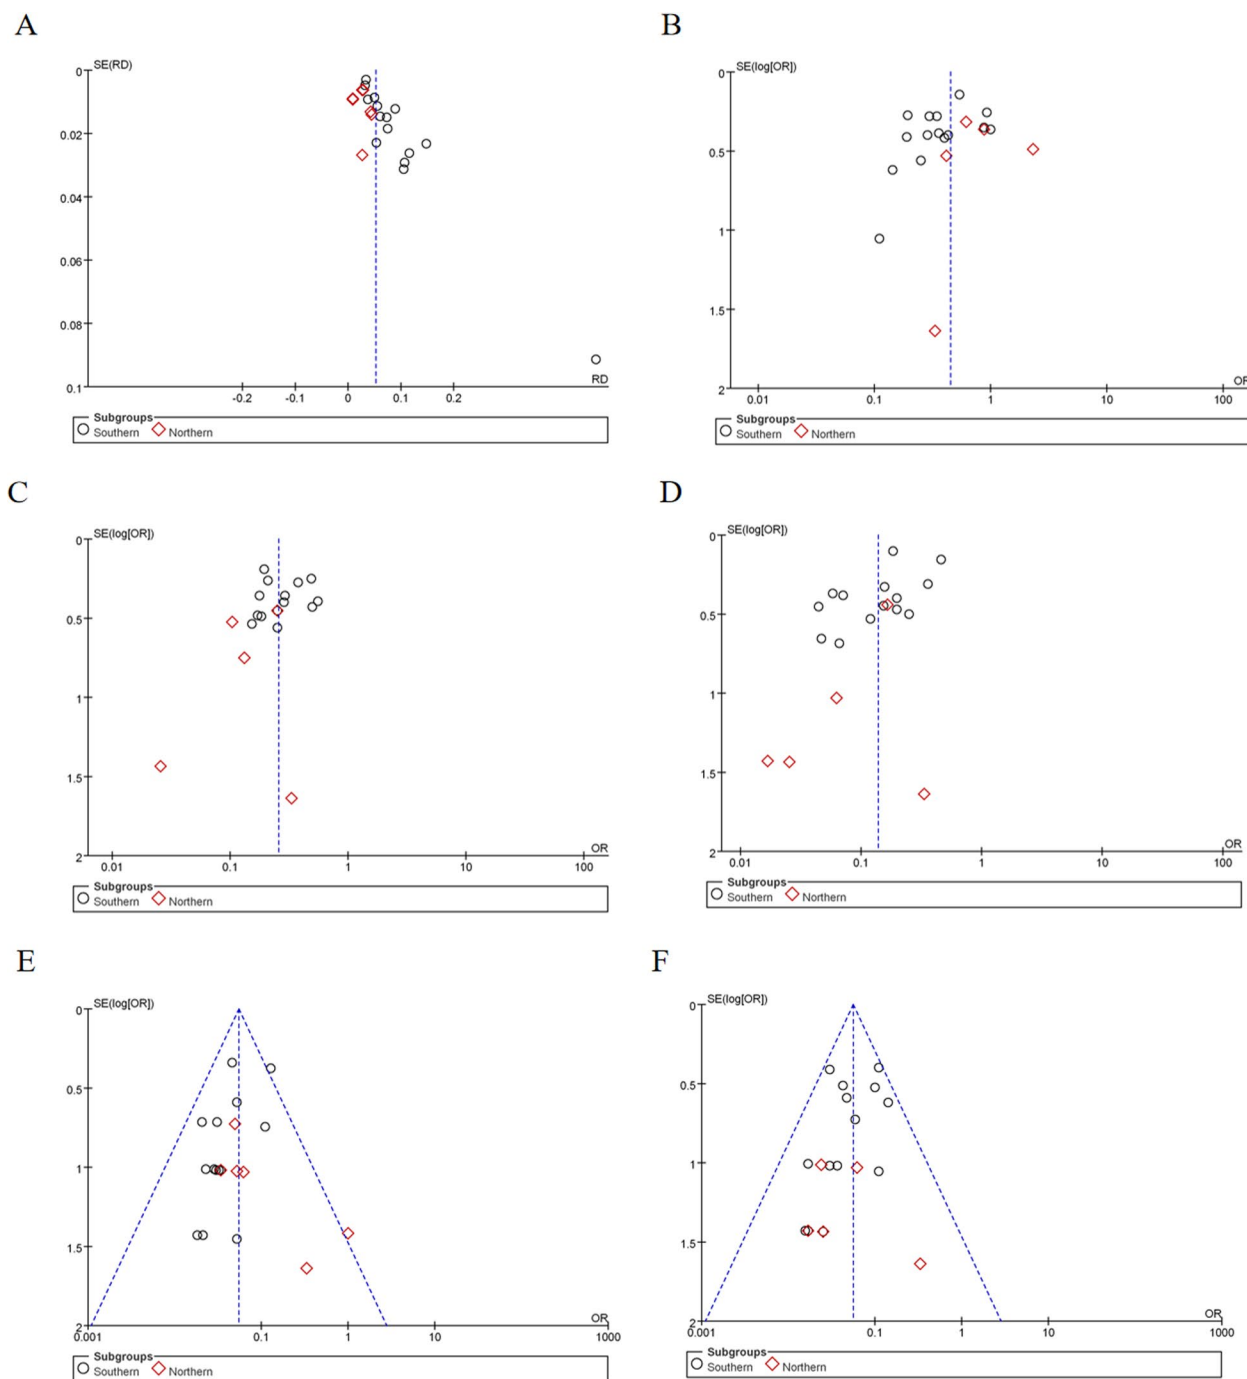 A
SE(RD)
0
0.02
0.04
0.06
0.08
0.1
-0.2 -0.1 0 0.1 0.2
RD
Subgroups
Southern Northern
B
SE(log[OR])
0
0.5
1
1.5
2
0.01 0.1 1 10 100
OR
Subgroups
Southern Northern
C
SE(log[OR])
0
0.5
1
1.5
2
0.01 0.1 1 10 100
OR
Subgroups
Southern Northern
D
SE(log[OR])
0
0.5
1
1.5
2
0.01 0.1 1 10 100
OR
Subgroups
Southern Northern
E
SE(log[OR])
0
0.5
1
1.5
2
0.001 0.1 1 10 1000
OR
Subgroups
Southern Northern
F
SE(log[OR])
0
0.5
1
1.5
2
0.001 0.1 1 10 1000
OR
Subgroups
Southern Northern